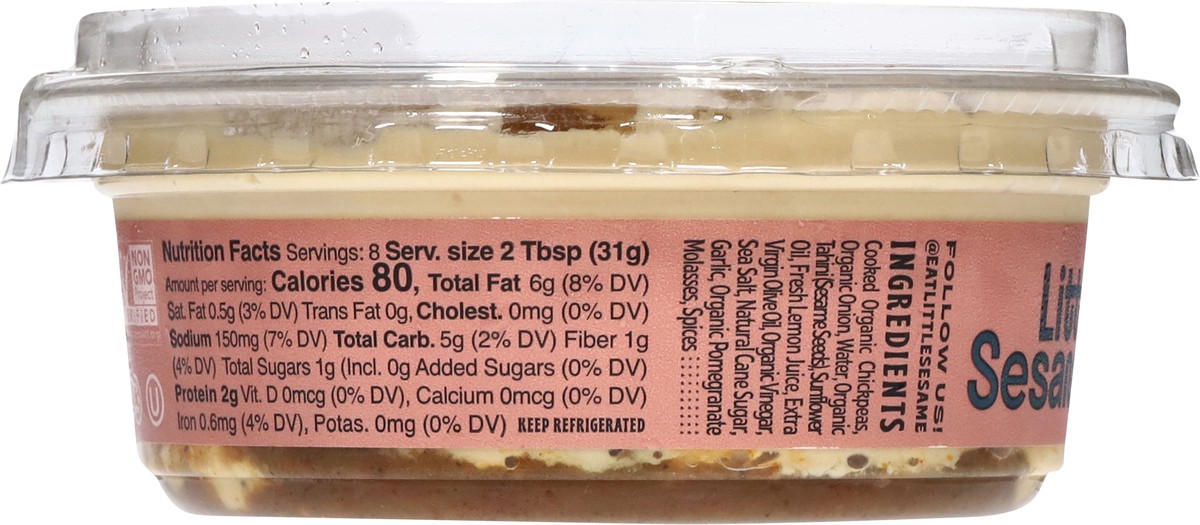 Nutrition Facts Servings: 8 Serv. size 2 Tbsp (31g)
Amount per serving: Calories 80, Total Fat 6g (8% DV)
Sat. Fat 0.5g (3% DV) Trans Fat 0g, Cholest. 0mg (0% DV)
Sodium 150mg (7% DV) Total Carb. 5g (2% DV) Fiber 1g
(4% DV) Total Sugars 1g (Incl. 0g Added Sugars (0% DV)
Protein 2g Vit. D 0mcg (0% DV), Calcium 0mcg (0% DV)
Iron 0.6mg (4% DV), Potas. 0mg (0% DV) KEEP REFRIGERATED
NON
GMO
Project
FOLLOW US!
@EATLITTLESESAME
INGREDIENTS
Cooked Organic Chickpeas,
Organic Onion, Water, Organic
Tahini (Sesame Seeds), Sunflower
Oil, Fresh Lemon Juice, Extra
Virgin Olive Oil, Organic Vinegar,
Sea Salt, Natural Cane Sugar,
Garlic, Organic Pomegranate
Molasses, Spices